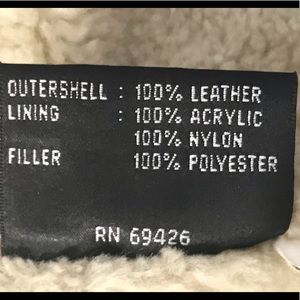 OUTERSHELL : 100% LEATHER
LINING : 100% ACRYLIC
100% NYLON
FILLER 100% POLYESTER
RN 69426